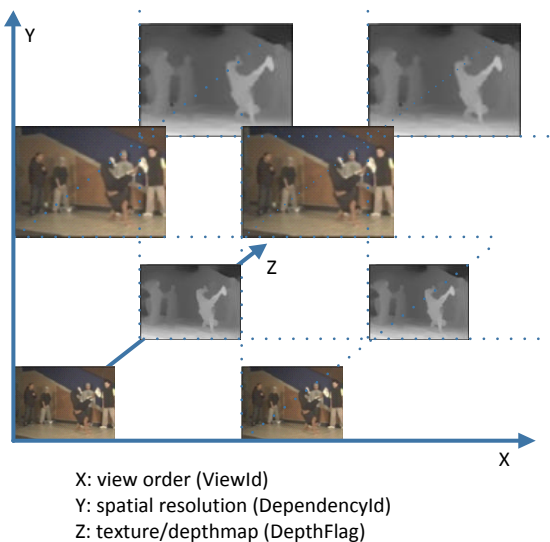 Y
Z
X
X: view order (ViewId)
Y: spatial resolution (DependencyId)
Z: texture/depthmap (DepthFlag)